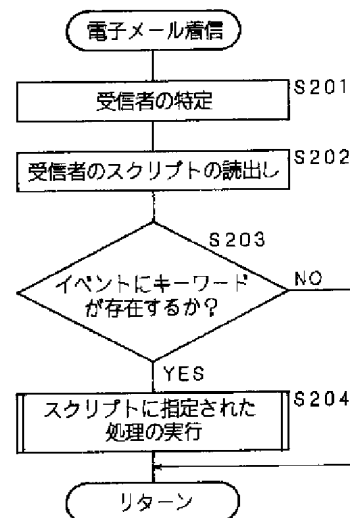 電子メール着信
受信者の特定
S201
受信者のスクリプトの読出し
S202
S203
イベントにキーワード
が存在するか?
NO
YES
スクリプトに指定された
処理の実行
S204
リターン